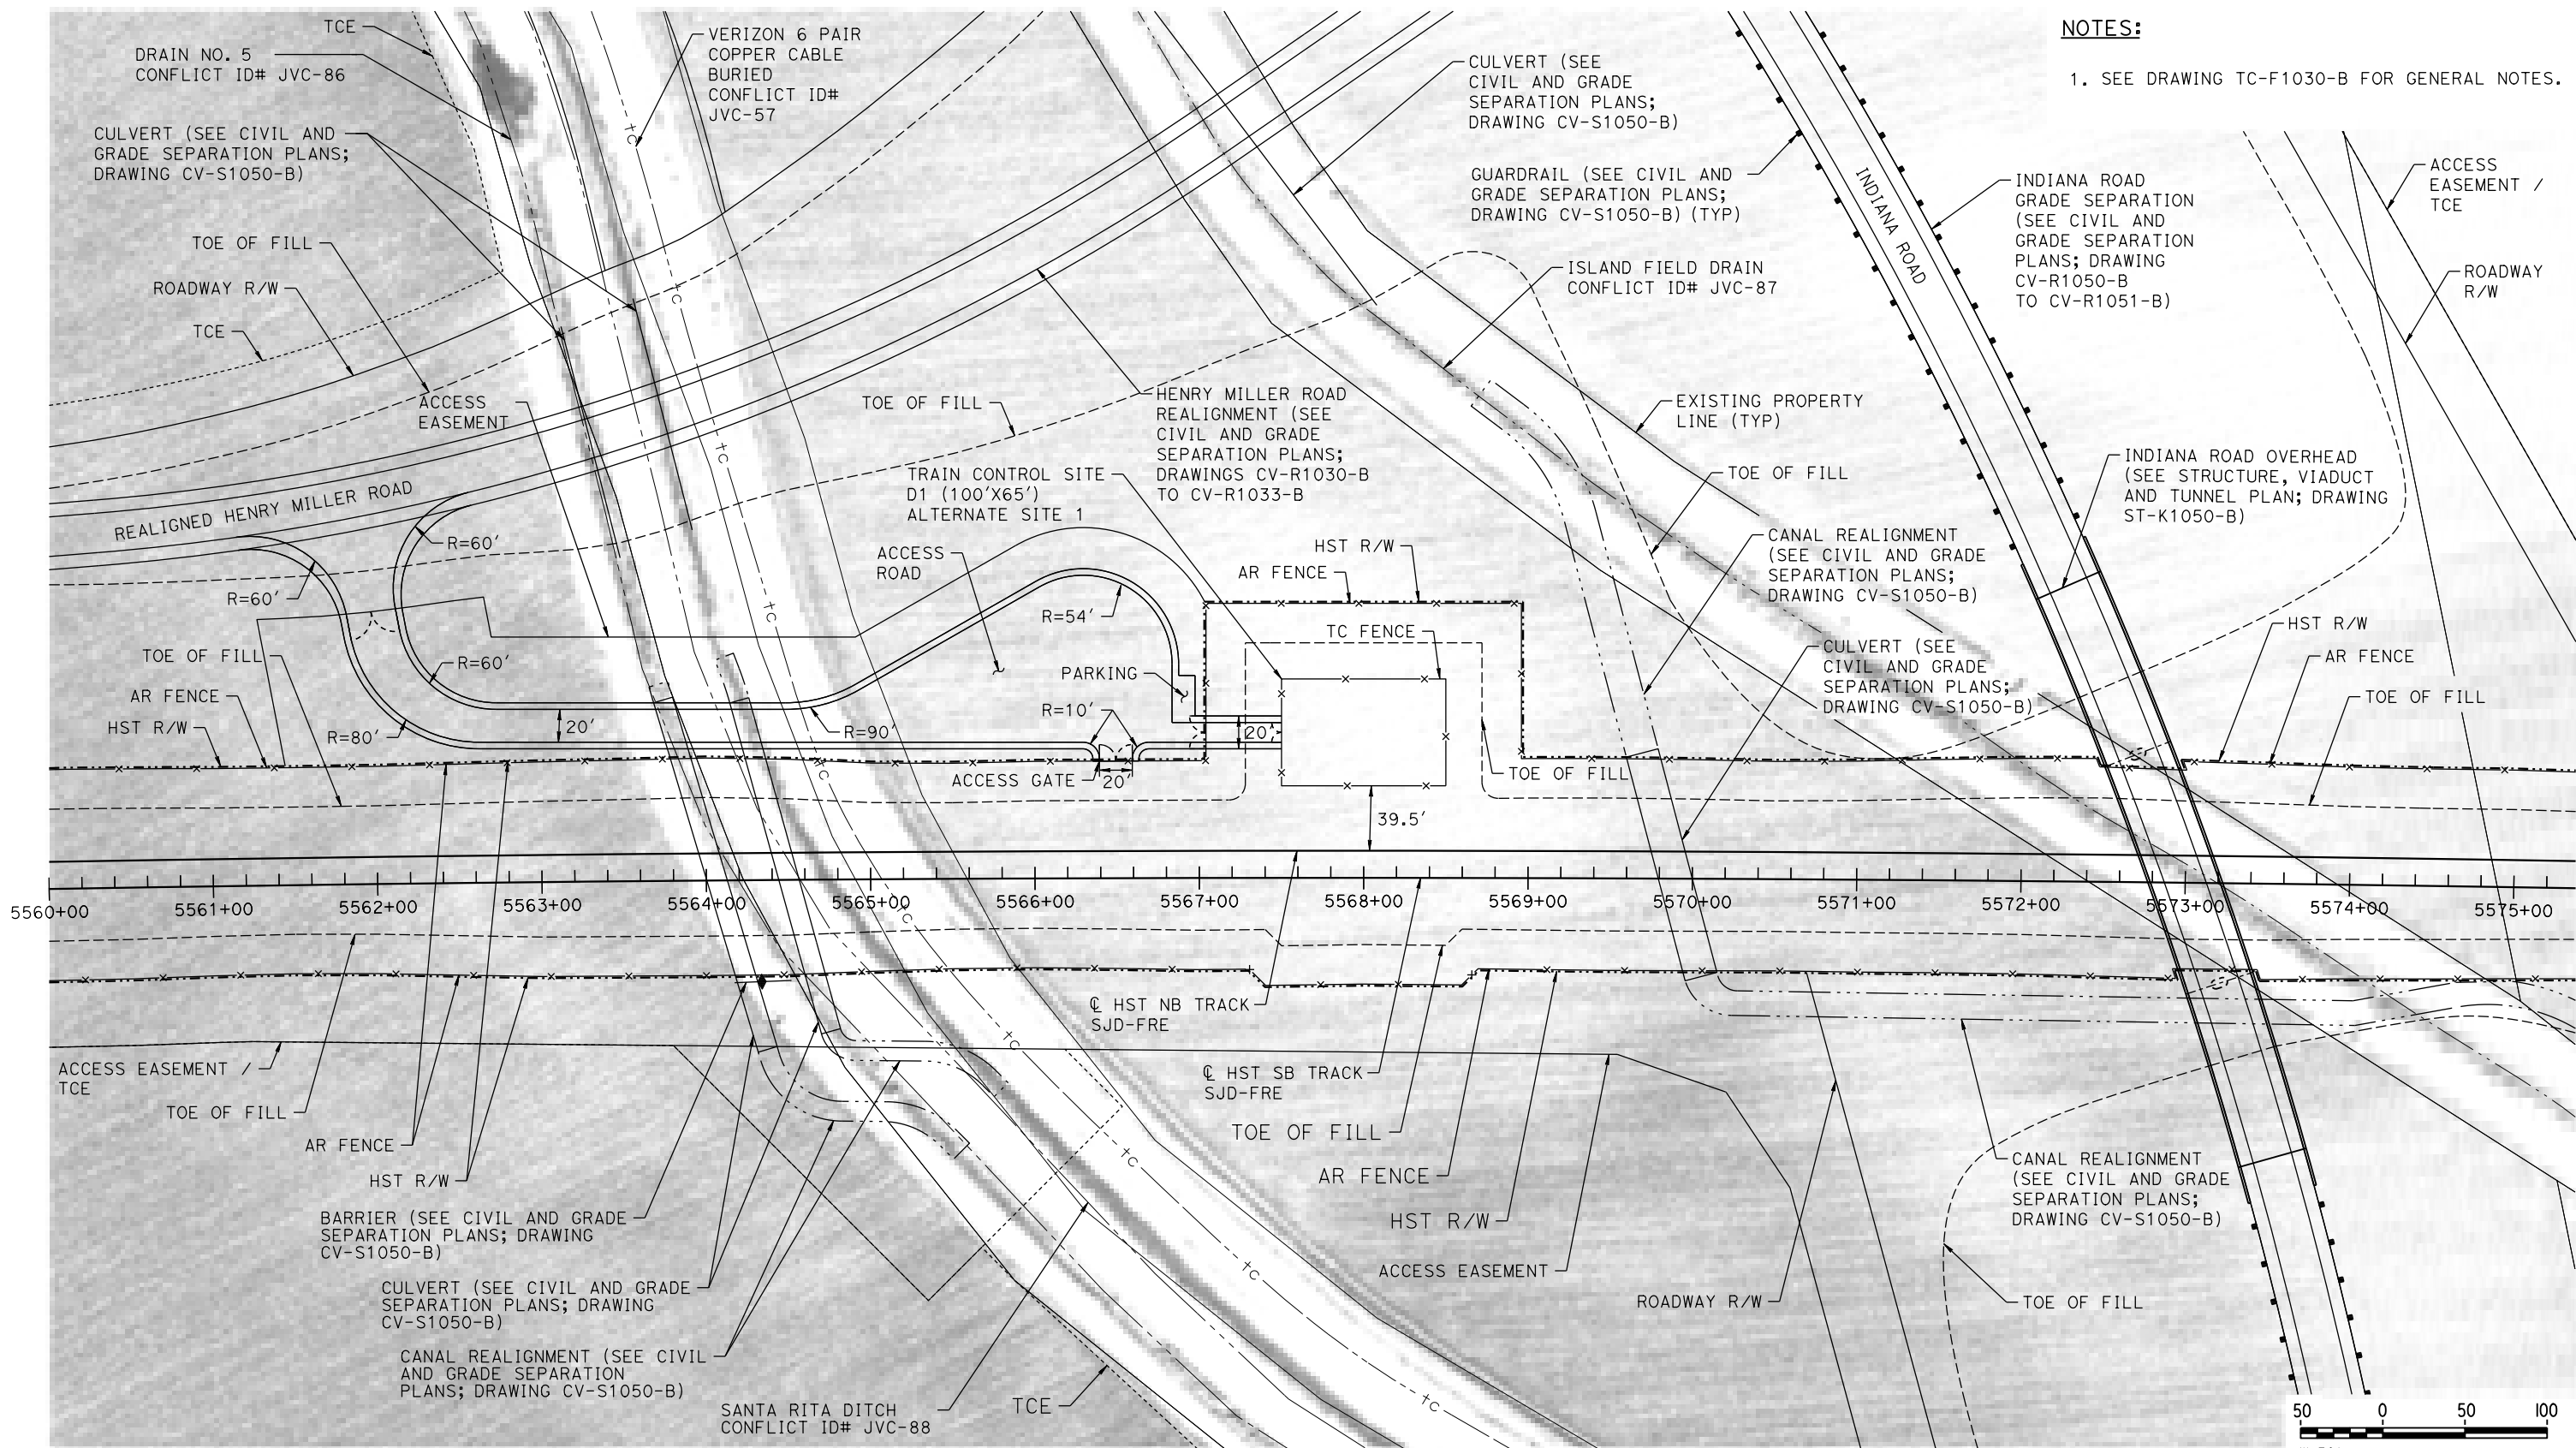 TCE
DRAIN NO. 5
CONFLICT ID# JVC-86
VERIZON 6 PAIR
COPPER CABLE
BURIED
CONFLICT ID#
JVC-57
CULVERT (SEE CIVIL AND
GRADE SEPARATION PLANS;
DRAWING CV-S1050-B)
CULVERT (SEE
CIVIL AND GRADE
SEPARATION PLANS;
DRAWING CV-S1050-B)
GUARDRAIL (SEE CIVIL AND
GRADE SEPARATION PLANS;
DRAWING CV-S1050-B) (TYP)
INDIANA ROAD
NOTES:
1. SEE DRAWING TC-F1030-B FOR GENERAL NOTES.
INDIANA ROAD
GRADE SEPARATION
(SEE CIVIL AND
GRADE SEPARATION
PLANS; DRAWING
CV-R1050-B
TO CV-R1051-B)
ACCESS
EASEMENT /
TCE
ROADWAY
R/W
TOE OF FILL
ROADWAY R/W
TCE
ISLAND FIELD DRAIN
CONFLICT ID# JVC-87
ACCESS
EASEMENT
TOE OF FILL
HENRY MILLER ROAD
REALIGNMENT (SEE
CIVIL AND GRADE
SEPARATION PLANS;
DRAWINGS CV-R1030-B
TO CV-R1033-B
TRAIN CONTROL SITE
D1 (100'X65')
ALTERNATE SITE 1
EXISTING PROPERTY
LINE (TYP)
TOE OF FILL
INDIANA ROAD OVERHEAD
(SEE STRUCTURE, VIADUCT
AND TUNNEL PLAN; DRAWING
ST-K1050-B)
REALIGNED HENRY MILLER ROAD
R=60'
R=60'
R=60'
ACCESS
ROAD
HST R/W
AR FENCE
CANAL REALIGNMENT
(SEE CIVIL AND GRADE
SEPARATION PLANS;
DRAWING CV-S1050-B)
R=54'
TC FENCE
CULVERT (SEE
CIVIL AND GRADE
SEPARATION PLANS;
DRAWING CV-S1050-B)
HST R/W
AR FENCE
TOE OF FILL
TOE OF FILL
AR FENCE
HST R/W
PARKING
R=10'
20'
R=80'
R=90'
20'
ACCESS GATE
20'
TOE OF FILL
39.5'
5560+00
5561+00
5562+00
5563+00
5564+00
5565+00
5566+00
5567+00
5568+00
5569+00
5570+00
5571+00
5572+00
5573+00
5574+00
5575+00
tC
tC
tC
tC
tC
tC
tC
tC
tC
tC
℄ HST NB TRACK
SJD-FRE
℄ HST SB TRACK
SJD-FRE
TOE OF FILL
AR FENCE
HST R/W
ACCESS EASEMENT
ROADWAY R/W
ACCESS EASEMENT /
TCE
TOE OF FILL
AR FENCE
HST R/W
BARRIER (SEE CIVIL AND GRADE
SEPARATION PLANS; DRAWING
CV-S1050-B)
CULVERT (SEE CIVIL AND GRADE
SEPARATION PLANS; DRAWING
CV-S1050-B)
CANAL REALIGNMENT (SEE CIVIL
AND GRADE SEPARATION
PLANS; DRAWING CV-S1050-B)
SANTA RITA DITCH
CONFLICT ID# JVC-88
TCE
CANAL REALIGNMENT
(SEE CIVIL AND GRADE
SEPARATION PLANS;
DRAWING CV-S1050-B)
TOE OF FILL
50 0 50 100